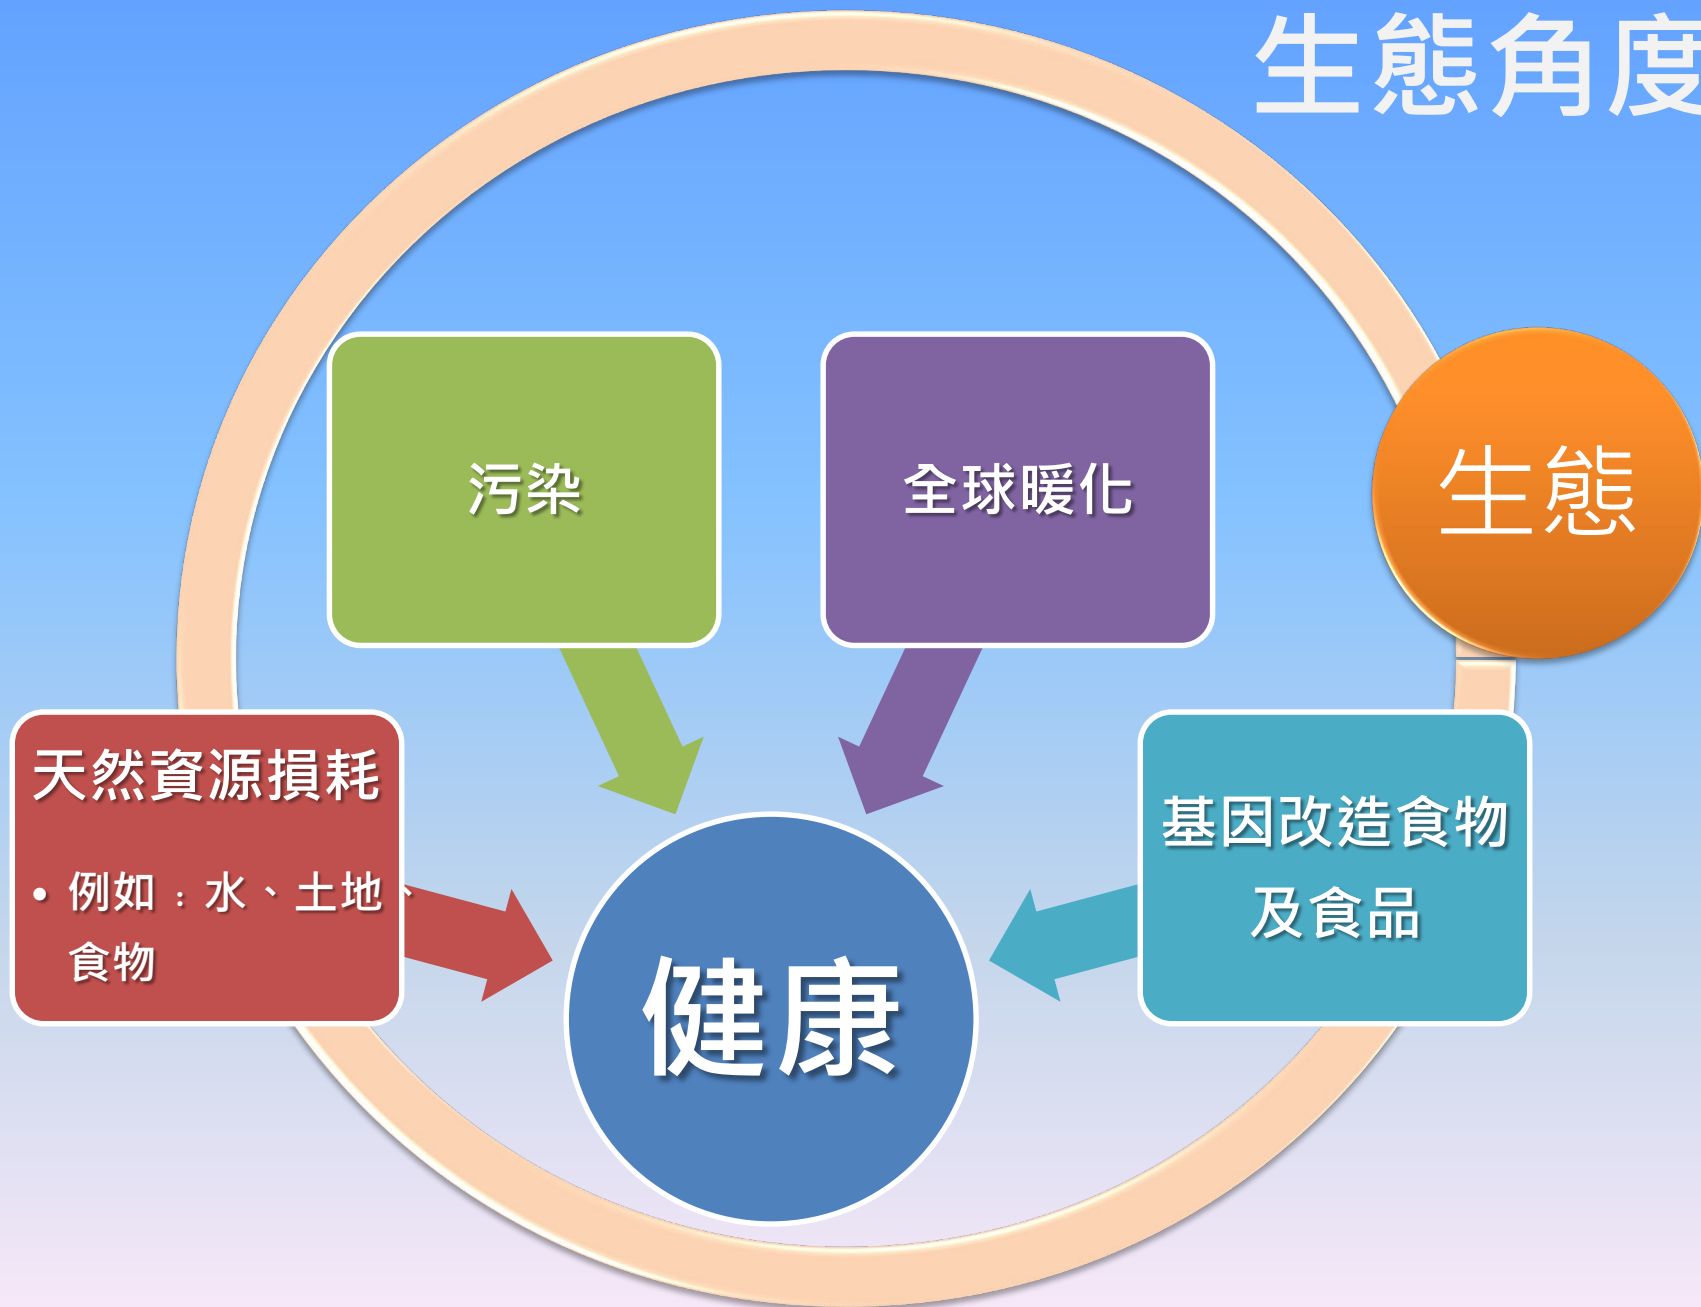 生態角度
污染
全球暖化
生態
天然資源損耗
• 例如：水、土地、
食物
基因改造食物
及食品
健康